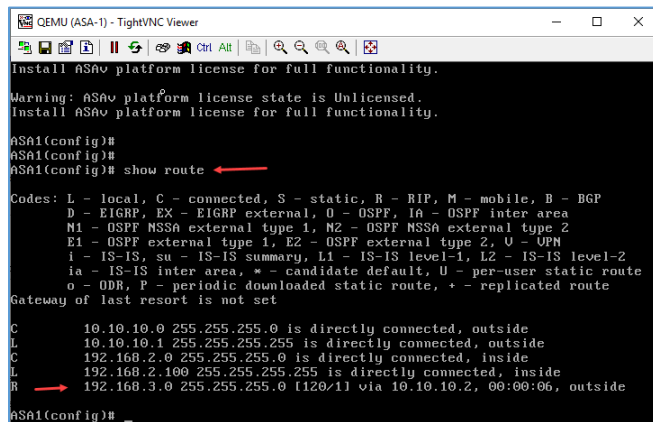 QEMU (ASA-1) - TightVNC Viewer
Ctrl Alt
Install ASAv platform license for full functionality.
Warning: ASAv platform license state is Unlicensed.
Install ASAv platform license for full functionality.
ASA1(config)#
ASA1(config)#
ASA1(config)# show route
Codes: L - local, C - connected, S - static, R - RIP, M - mobile, B - BGP
D - EIGRP, EX - EIGRP external, O - OSPF, IA - OSPF inter area
N1 - OSPF NSSA external type 1, N2 - OSPF NSSA external type 2
E1 - OSPF external type 1, E2 - OSPF external type 2, V - VPN
i - IS-IS, su - IS-IS summary, L1 - IS-IS level-1, L2 - IS-IS level-2
ia - IS-IS inter area, * - candidate default, U - per-user static route
o - ODR, P - periodic downloaded static route, + - replicated route
Gateway of last resort is not set
C 10.10.10.0 255.255.255.0 is directly connected, outside
L 10.10.10.1 255.255.255.255 is directly connected, outside
C 192.168.2.0 255.255.255.0 is directly connected, inside
L 192.168.2.100 255.255.255.255 is directly connected, inside
R 192.168.3.0 255.255.255.0 [120/1] via 10.10.10.2, 00:00:06, outside
ASA1(config)# _